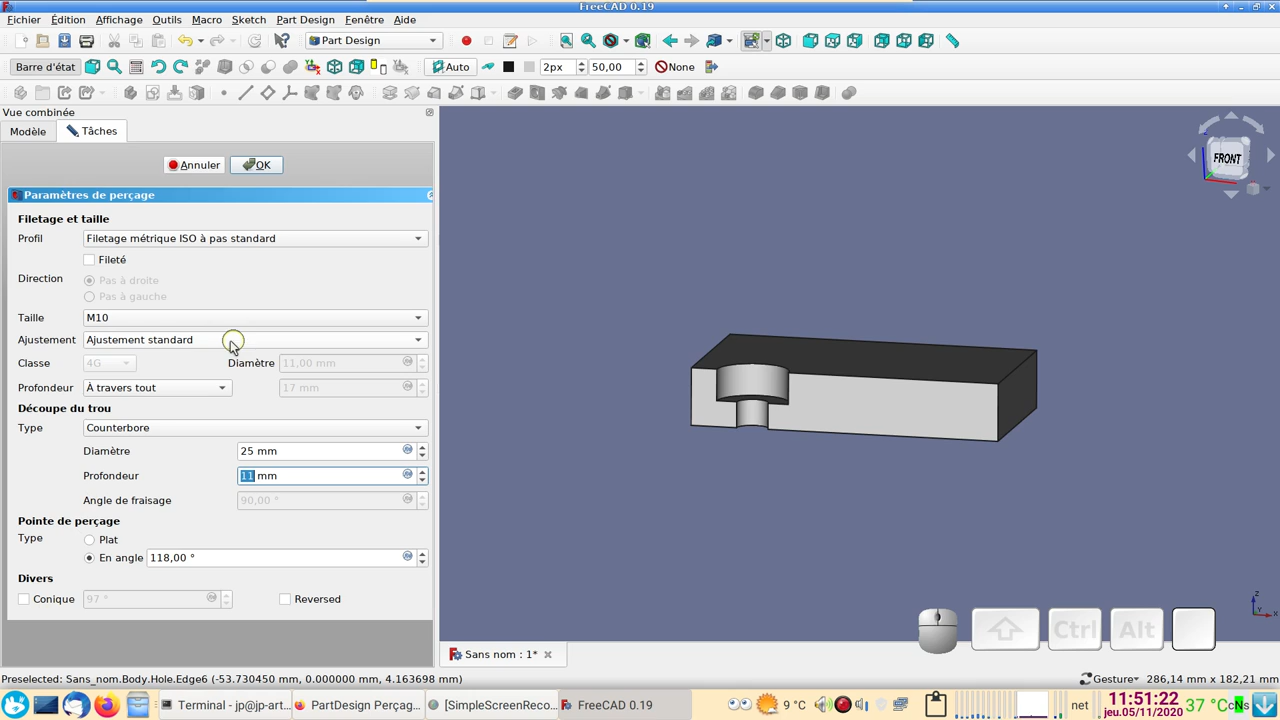 FreeCAD 0.19
Fichier Édition Affichage Outils Macro Sketch Part Design Fenêtre Aide
Part Design
Barre d'état Auto 2px 50,00 None
Vue combinée
Modèle Tâches
Annuler OK
Paramètres de perçage
Filetage et taille
Profil Filetage métrique ISO à pas standard
Fileté
Direction Pas à droite
Pas à gauche
Taille M10
Ajustement Ajustement standard
Classe 4G Diamètre 11,00 mm
Profondeur À travers tout 17 mm
Découpe du trou
Type Counterbore
Diamètre 25 mm
Profondeur 11 mm
Angle de fraisage 90,00 °
Pointe de perçage
Type Plat
En angle 118,00 °
Divers
Conique 97 ° Reversed
FRONT
Z
X
Ctrl Alt
Sans nom : 1*
Preselected: Sans_nom.Body.Hole.Edge6 (-53.730450 mm, 0.000000 mm, 4.163698 mm) Gesture 286,14 mm x 182,21 mm
Terminal - jp@jp-art... PartDesign Perçag... [SimpleScreenReco... FreeCAD 0.19 9 °C net 11:51:22 37 °C
jeu.05/11/2020